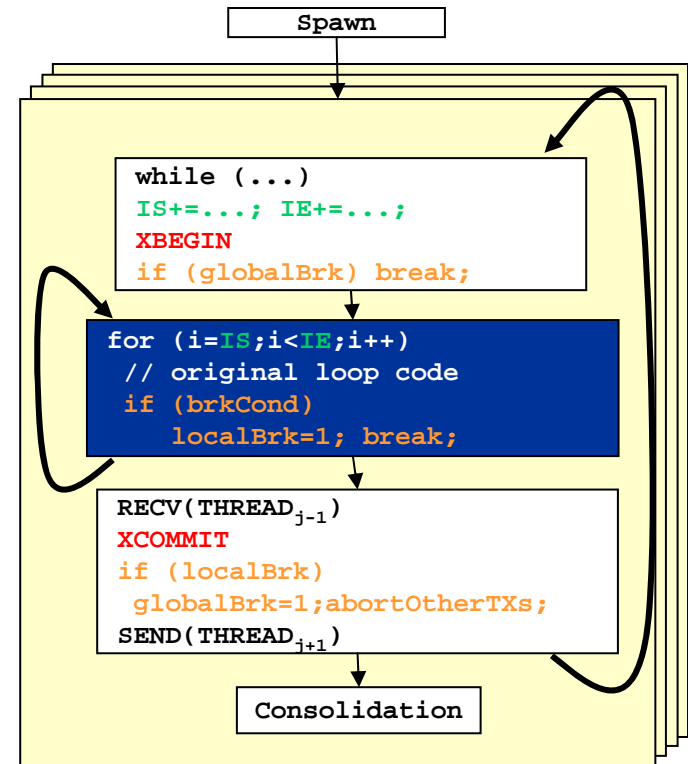 Spawn
while (...)
IS+=...; IE+=...;
XBEGIN
if (globalBrk) break;
for (i=IS;i<IE;i++)
// original loop code
if (brkCond)
localBrk=1; break;
RECV(THREADj-1)
XCOMMIT
if (localBrk)
globalBrk=1;abortOtherTXs;
SEND(THREADj+1)
Consolidation